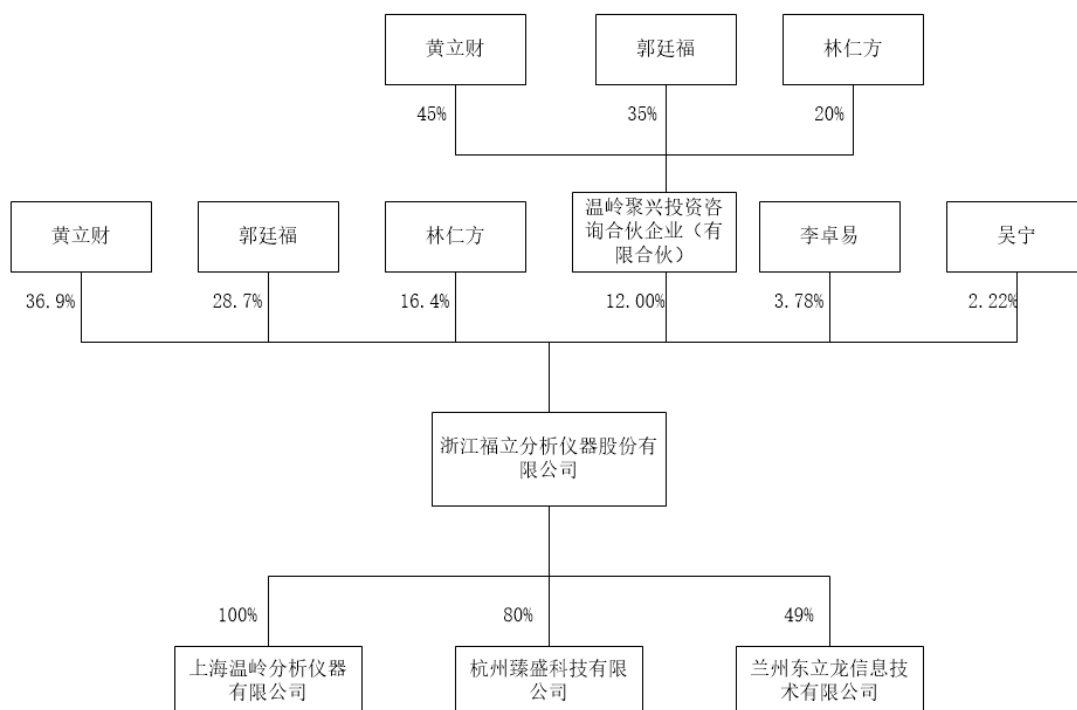 黄立财
郭廷福
林仁方
45%
35%
20%
黄立财
郭廷福
林仁方
温岭聚兴投资咨
询合伙企业（有
限合伙）
李卓易
吴宁
36.9%
28.7%
16.4%
12.00%
3.78%
2.22%
浙江福立分析仪器股份有
限公司
100%
80%
49%
上海温岭分析仪器
有限公司
杭州臻盛科技有限
公司
兰州东立龙信息技
术有限公司